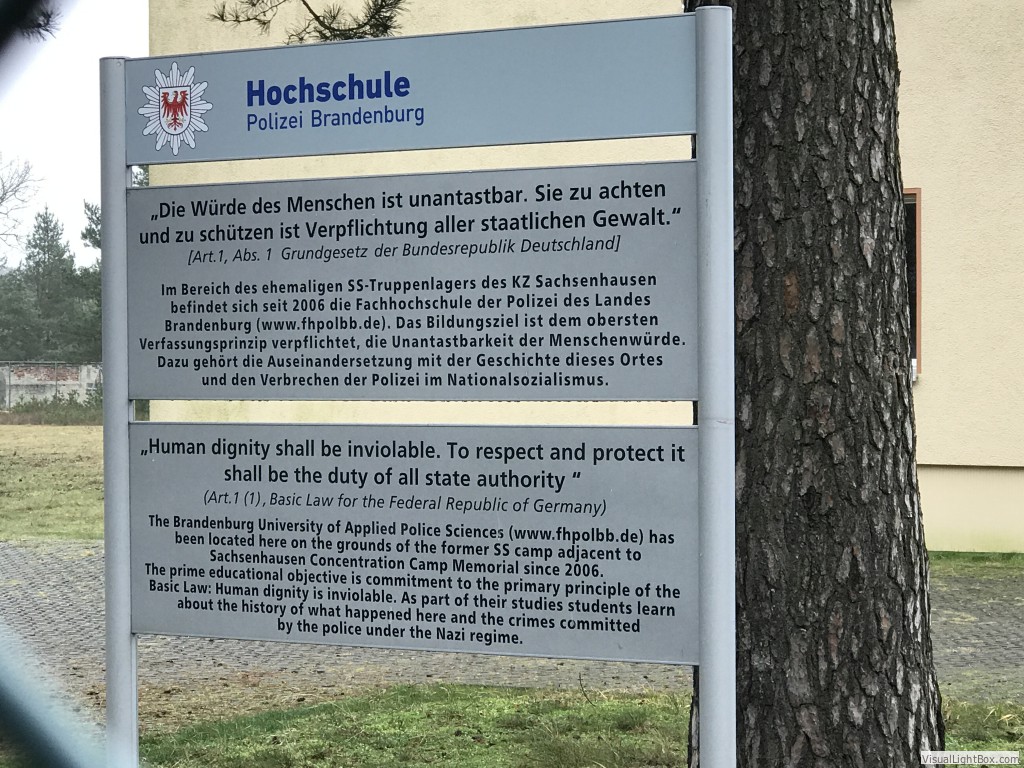 Hochschule
Polizei Brandenburg
„Die Würde des Menschen ist unantastbar. Sie zu achten
und zu schützen ist Verpflichtung aller staatlichen Gewalt.“
[Art.1, Abs. 1 Grundgesetz der Bundesrepublik Deutschland]
Im Bereich des ehemaligen SS-Truppenlagers des KZ Sachsenhausen
befindet sich seit 2006 die Fachhochschule der Polizei des Landes
Brandenburg (www.fhpolbb.de). Das Bildungsziel ist dem obersten
Verfassungsprinzip verpflichtet, die Unantastbarkeit der Menschenwürde.
Dazu gehört die Auseinandersetzung mit der Geschichte dieses Ortes
und den Verbrechen der Polizei im Nationalsozialismus.
„Human dignity shall be inviolable. To respect and protect it
shall be the duty of all state authority “
(Art.1 (1), Basic Law for the Federal Republic of Germany)
The Brandenburg University of Applied Police Sciences (www.fhpolbb.de) has
been located here on the grounds of the former SS camp adjacent to
Sachsenhausen Concentration Camp Memorial since 2006.
The prime educational objective is commitment to the primary principle of the
Basic Law: Human dignity is inviolable. As part of their studies students learn
about the history of what happened here and the crimes committed
by the police under the Nazi regime.
VisualLightBox.com